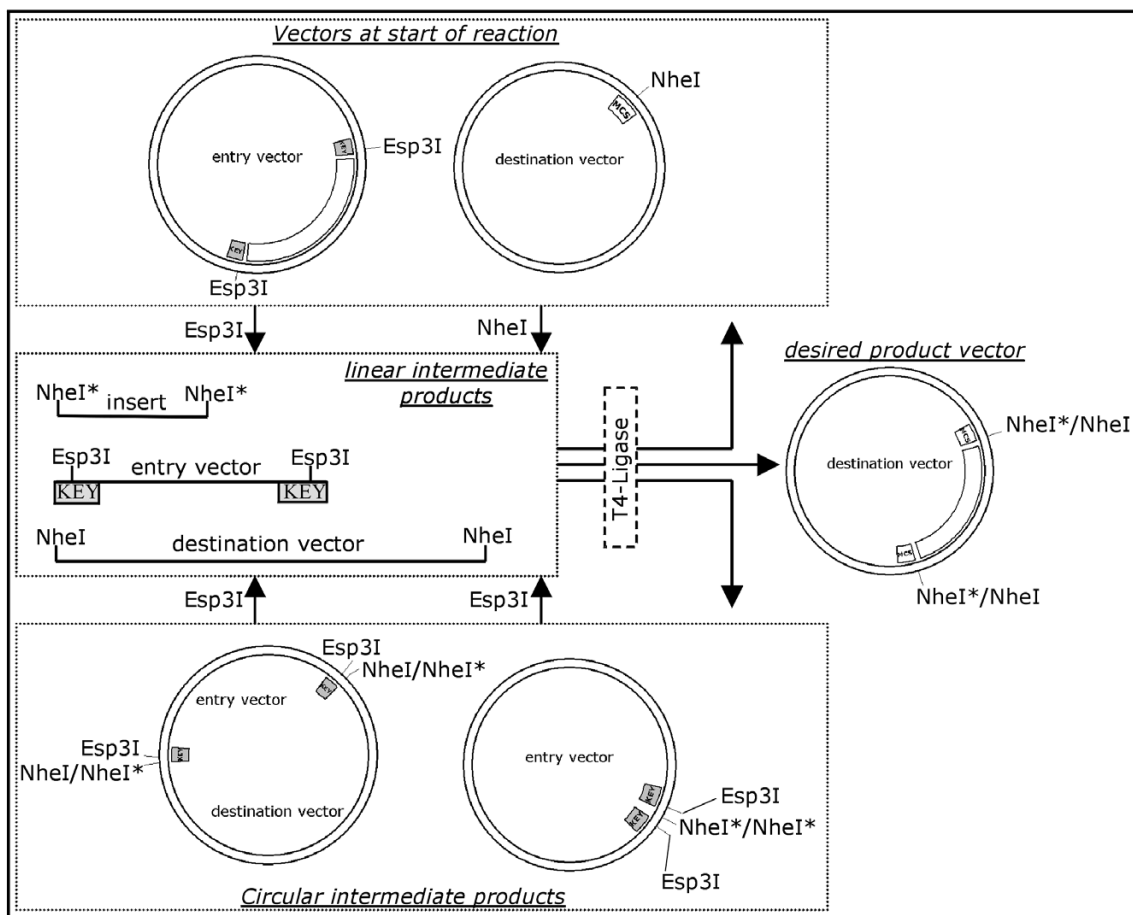 Vectors at start of reaction
NheI
MCS
KEY
Esp3I
entry vector
destination vector
KEY
Esp3I
Esp3I
NheI
linear intermediate
products
NheI*
NheI*
insert
Esp3I
Esp3I
entry vector
KEY
KEY
NheI
NheI
destination vector
T4-Ligase
desired product vector
NheI*/NheI
MCS
destination vector
MCS
NheI*/NheI
Esp3I
Esp3I
Esp3I
NheI/NheI*
KEY
entry vector
Esp3I
NheI/NheI*
KEY
destination vector
entry vector
KEY
KEY
Esp3I
NheI*/NheI*
Esp3I
Circular intermediate products